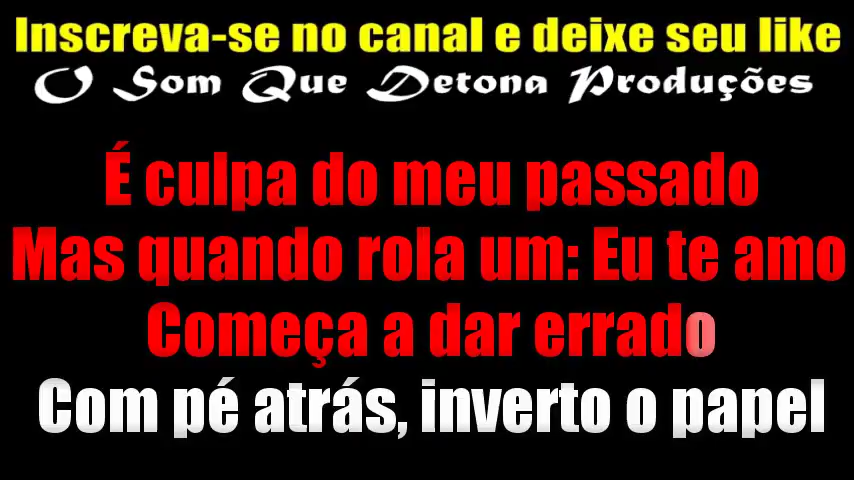 Inscreva-se no canal e deixe seu like
O Som Que Detona Produções
É culpa do meu passado
Mas quando rola um: Eu te amo
Começa a dar errado
Com pé atrás, inverto o papel